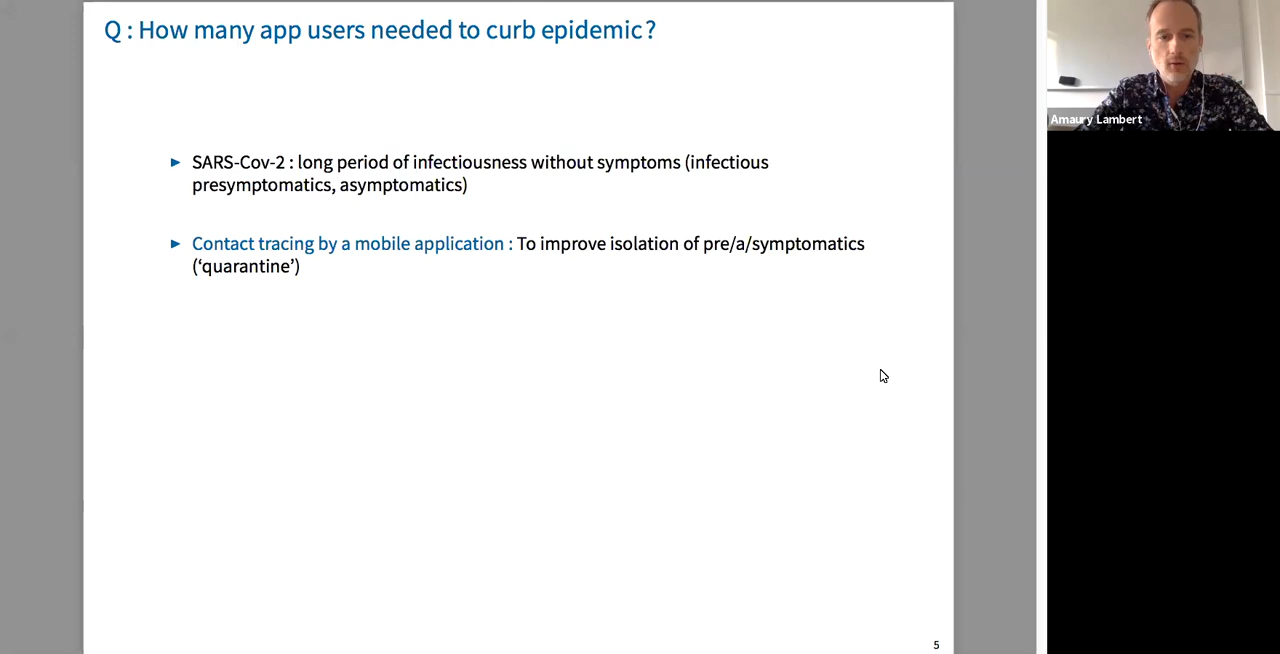 Q : How many app users needed to curb epidemic ?
► SARS-Cov-2 : long period of infectiousness without symptoms (infectious
presymptomatics, asymptomatics)
► Contact tracing by a mobile application : To improve isolation of pre/a/symptomatics
(‘quarantine’)
5
Amaury Lambert